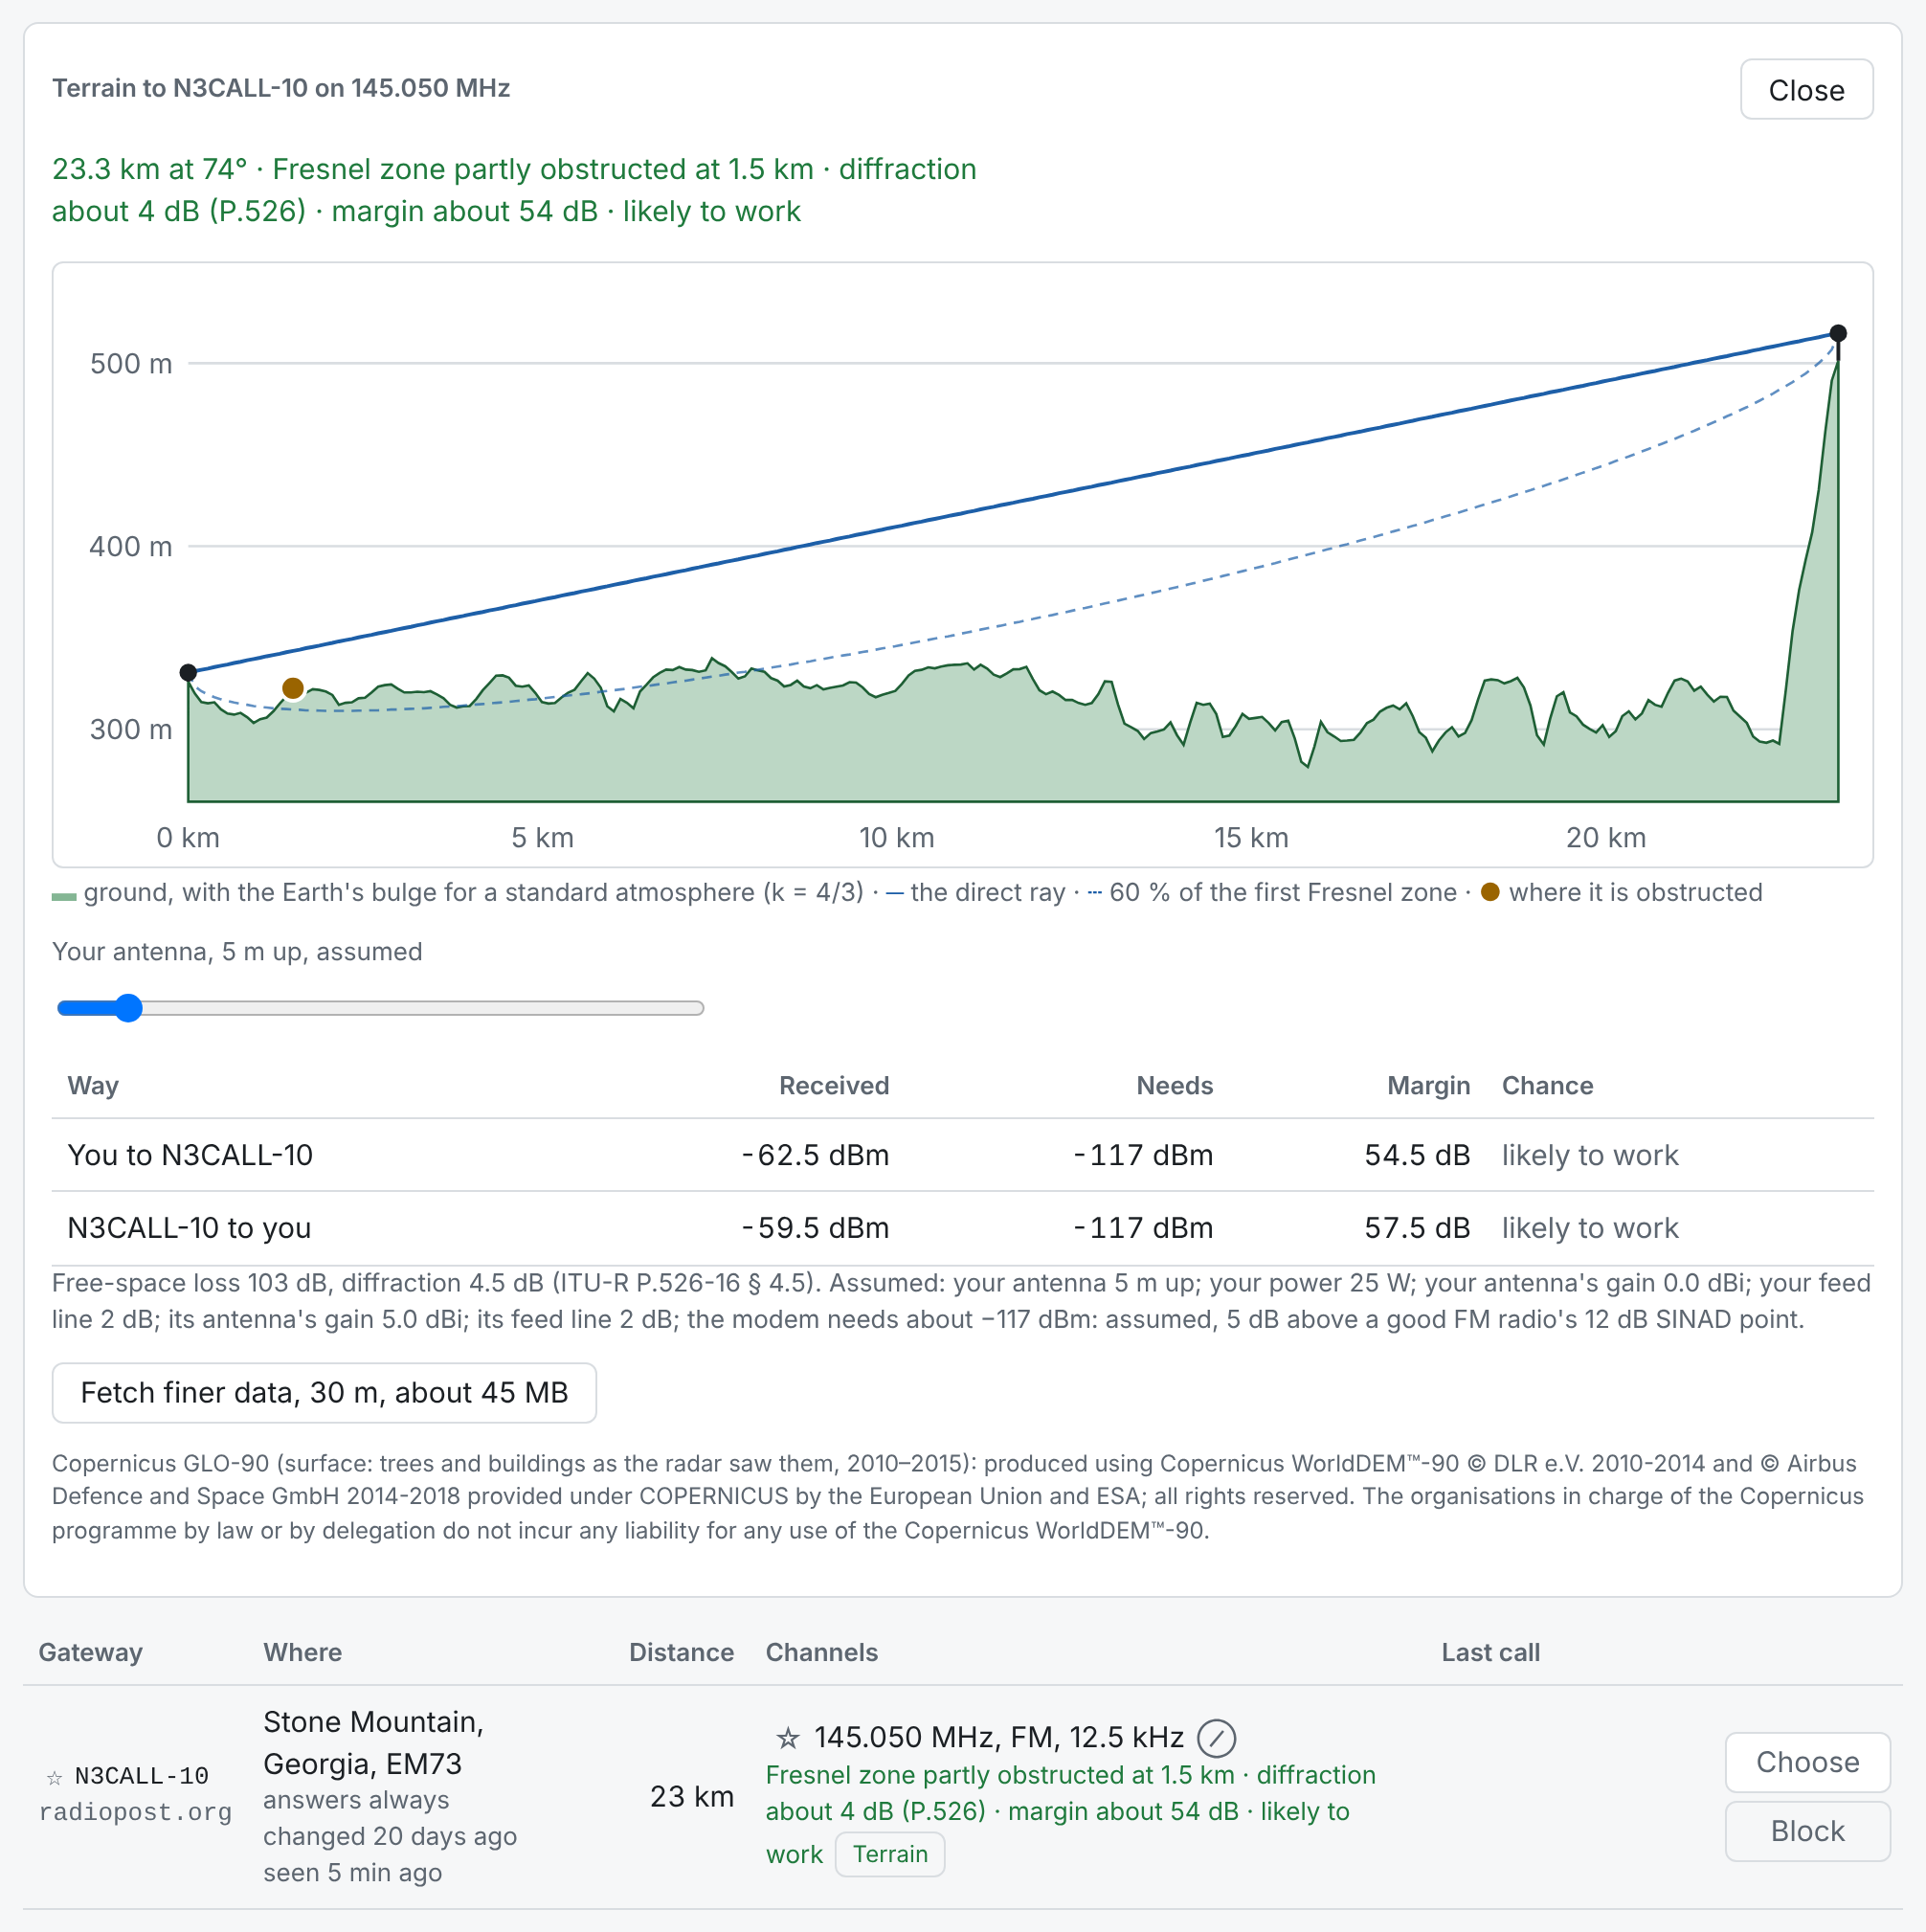 Terrain to N3CALL-10 on 145.050 MHz
Close
23.3 km at 74° · Fresnel zone partly obstructed at 1.5 km · diffraction
about 4 dB (P.526) · margin about 54 dB · likely to work
500 m
400 m
300 m
0 km 5 km 10 km 15 km 20 km
ground, with the Earth's bulge for a standard atmosphere (k = 4/3) · the direct ray · 60 % of the first Fresnel zone · where it is obstructed
Your antenna, 5 m up, assumed
Way Received Needs Margin Chance
You to N3CALL-10 -62.5 dBm -117 dBm 54.5 dB likely to work
N3CALL-10 to you -59.5 dBm -117 dBm 57.5 dB likely to work
Free-space loss 103 dB, diffraction 4.5 dB (ITU-R P.526-16 § 4.5). Assumed: your antenna 5 m up; your power 25 W; your antenna's gain 0.0 dBi; your feed
line 2 dB; its antenna's gain 5.0 dBi; its feed line 2 dB; the modem needs about −117 dBm: assumed, 5 dB above a good FM radio's 12 dB SINAD point.
Fetch finer data, 30 m, about 45 MB
Copernicus GLO-90 (surface: trees and buildings as the radar saw them, 2010–2015): produced using Copernicus WorldDEM™-90 © DLR e.V. 2010-2014 and © Airbus
Defence and Space GmbH 2014-2018 provided under COPERNICUS by the European Union and ESA; all rights reserved. The organisations in charge of the Copernicus
programme by law or by delegation do not incur any liability for any use of the Copernicus WorldDEM™-90.
Gateway Where Distance Channels Last call
☆ N3CALL-10
radiopost.org
Stone Mountain,
Georgia, EM73
answers always
changed 20 days ago
seen 5 min ago
23 km
☆ 145.050 MHz, FM, 12.5 kHz
Fresnel zone partly obstructed at 1.5 km · diffraction
about 4 dB (P.526) · margin about 54 dB · likely to
work Terrain
Choose
Block